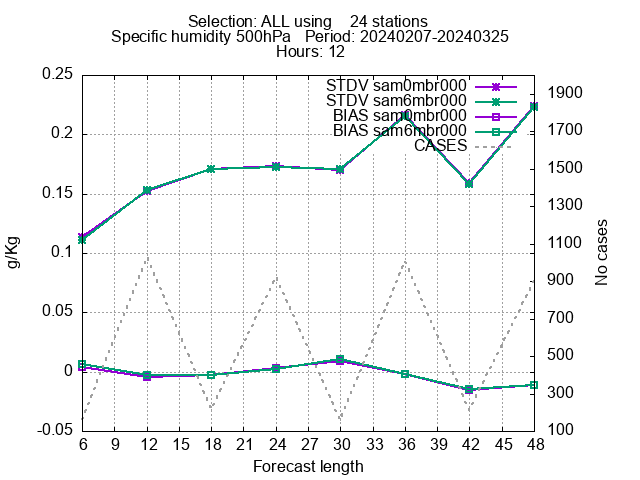 Selection: ALL using    24 stations
Specific humidity 500hPa   Period: 20240207-20240325
Hours: 12
STDV sam0mbr000
STDV sam6mbr000
BIAS sam0mbr000
BIAS sam6mbr000
CASES
g/Kg
0.25
0.2
0.15
0.1
0.05
0
-0.05
No cases
1900
1700
1500
1300
1100
900
700
500
300
100
6 9 12 15 18 21 24 27 30 33 36 39 42 45 48
Forecast length